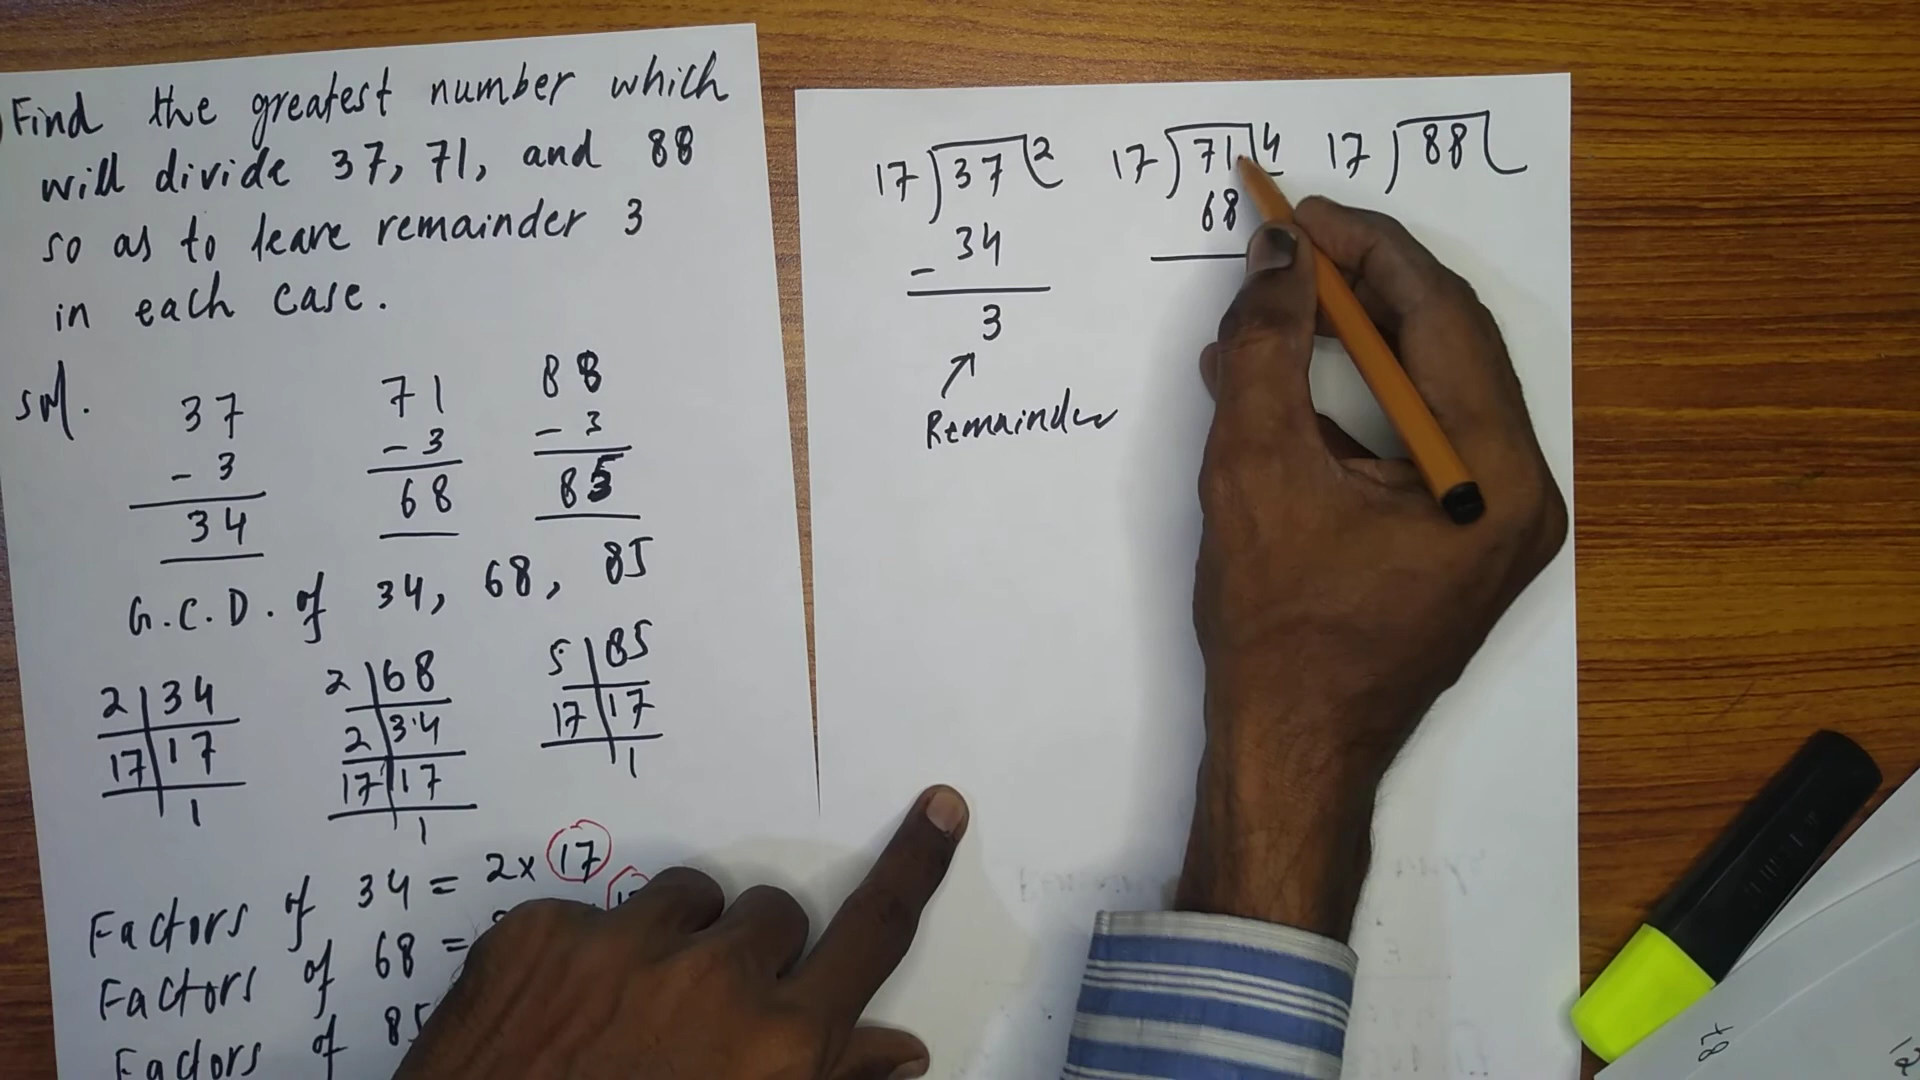 Find the greatest number which
will divide 37, 71, and 88
so as to leave remainder 3
in each case.
Sol.
37 71 88
- 3 - 3 - 3
34 68 85
G.C.D. of 34, 68, 85
2 | 34 2 | 68 5 | 85
17 | 17 2 | 34 17 | 17
1 17 | 17 1
1
Factors of 34 = 2 x 17
Factors of 68 =
Factors of 85
17 ) 37 ( 2
- 34
3
Remainder
17 ) 71 ( 4
68
17 ) 88 (